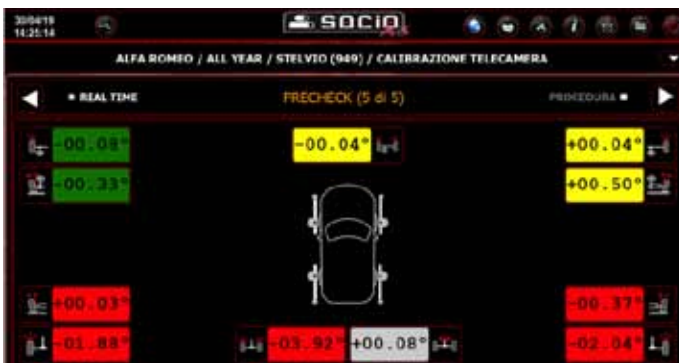 30/04/19
14:25:14
SOCIO
ALFA ROMEO / ALL YEAR / STELVIO (949) / CALIBRAZIONE TELECAMERA
REAL TIME
FRECHECK (5 di 5)
PROCEDURA
-00.08°
-00.04°
+00.04°
-00.33°
+00.50°
+00.03°
-00.37°
-01.88°
-03.92°
+00.08°
-02.04°